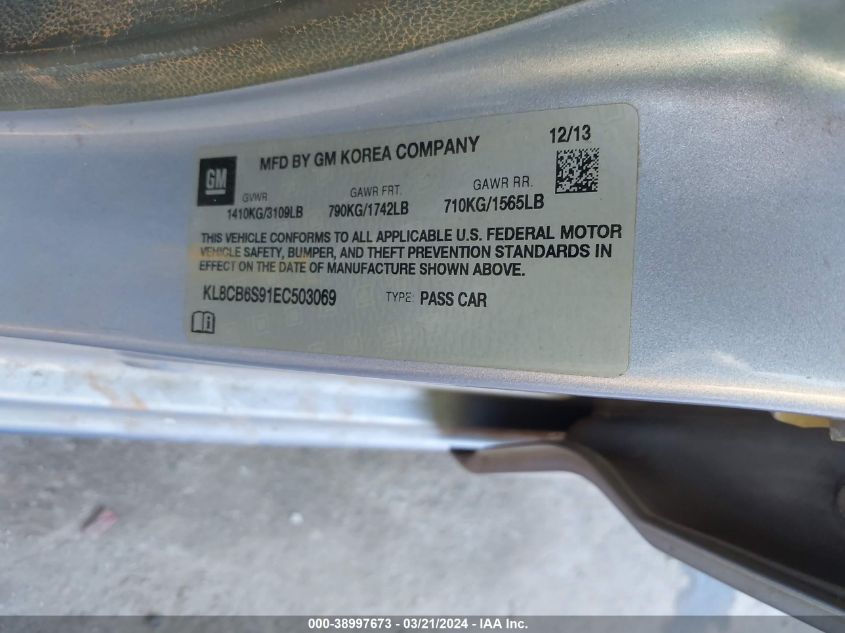 GM
MFD BY GM KOREA COMPANY
12/13
GVWR GAWR FRT. GAWR RR.
1410KG/3109LB 790KG/1742LB 710KG/1565LB
THIS VEHICLE CONFORMS TO ALL APPLICABLE U.S. FEDERAL MOTOR
VEHICLE SAFETY, BUMPER, AND THEFT PREVENTION STANDARDS IN
EFFECT ON THE DATE OF MANUFACTURE SHOWN ABOVE.
KL8CB6S91EC503069 TYPE: PASS CAR
000-38997673 / 03/21/2024 - IAAI - COPART, INC.